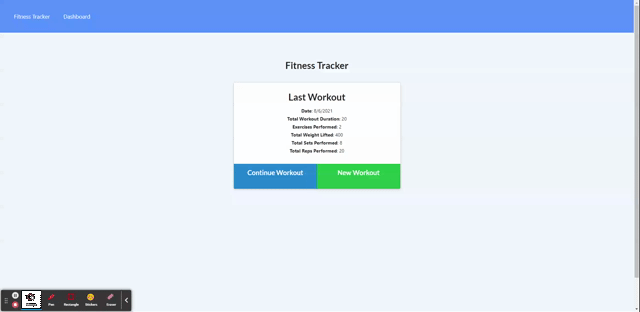 Fitness Tracker Dashboard
Fitness Tracker
Last Workout
Date: 8/6/2021
Total Workout Duration: 20
Exercises Performed: 2
Total Weight Lifted: 400
Total Sets Performed: 8
Total Reps Performed: 20
Continue Workout New Workout
Pen Rectangle Stickers Eraser